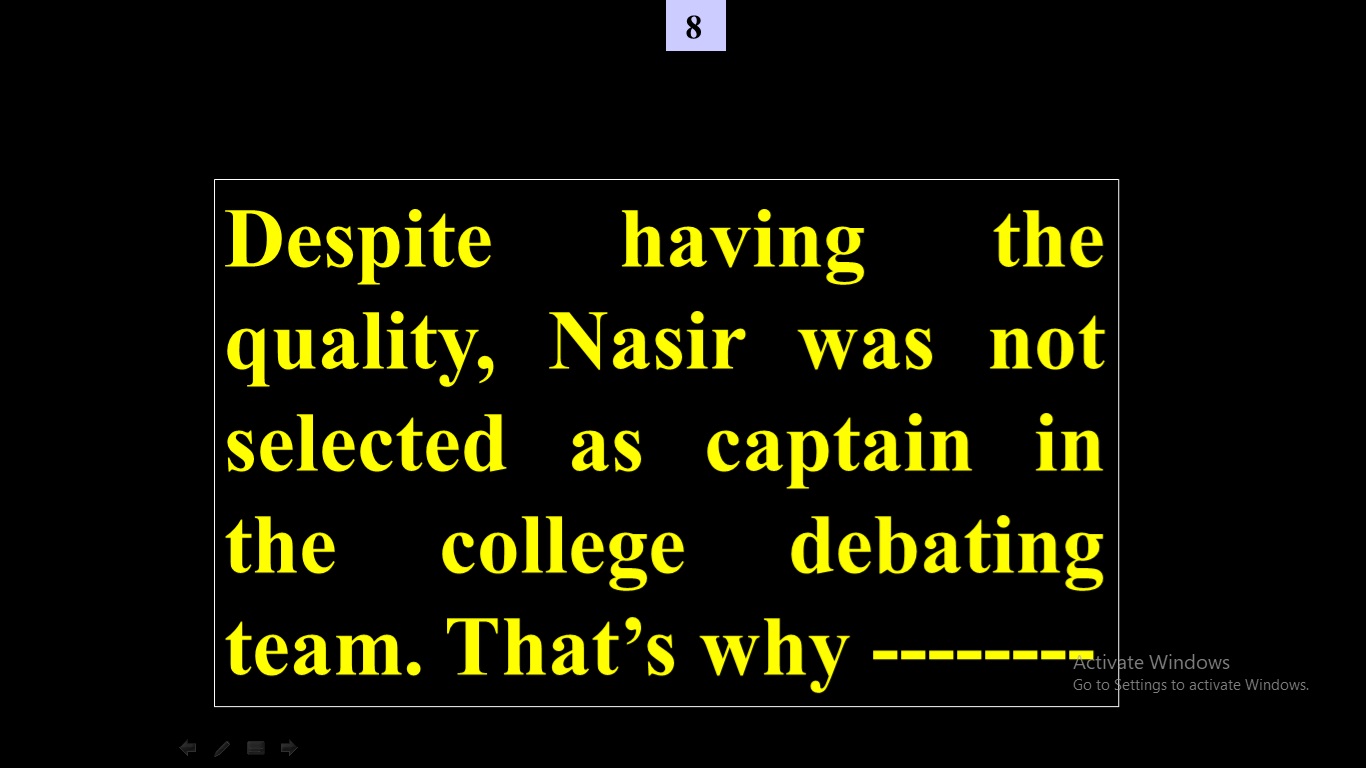 8
Despite having the
quality, Nasir was not
selected as captain in
the college debating
team. That’s why --------
Activate Windows
Go to Settings to activate Windows.